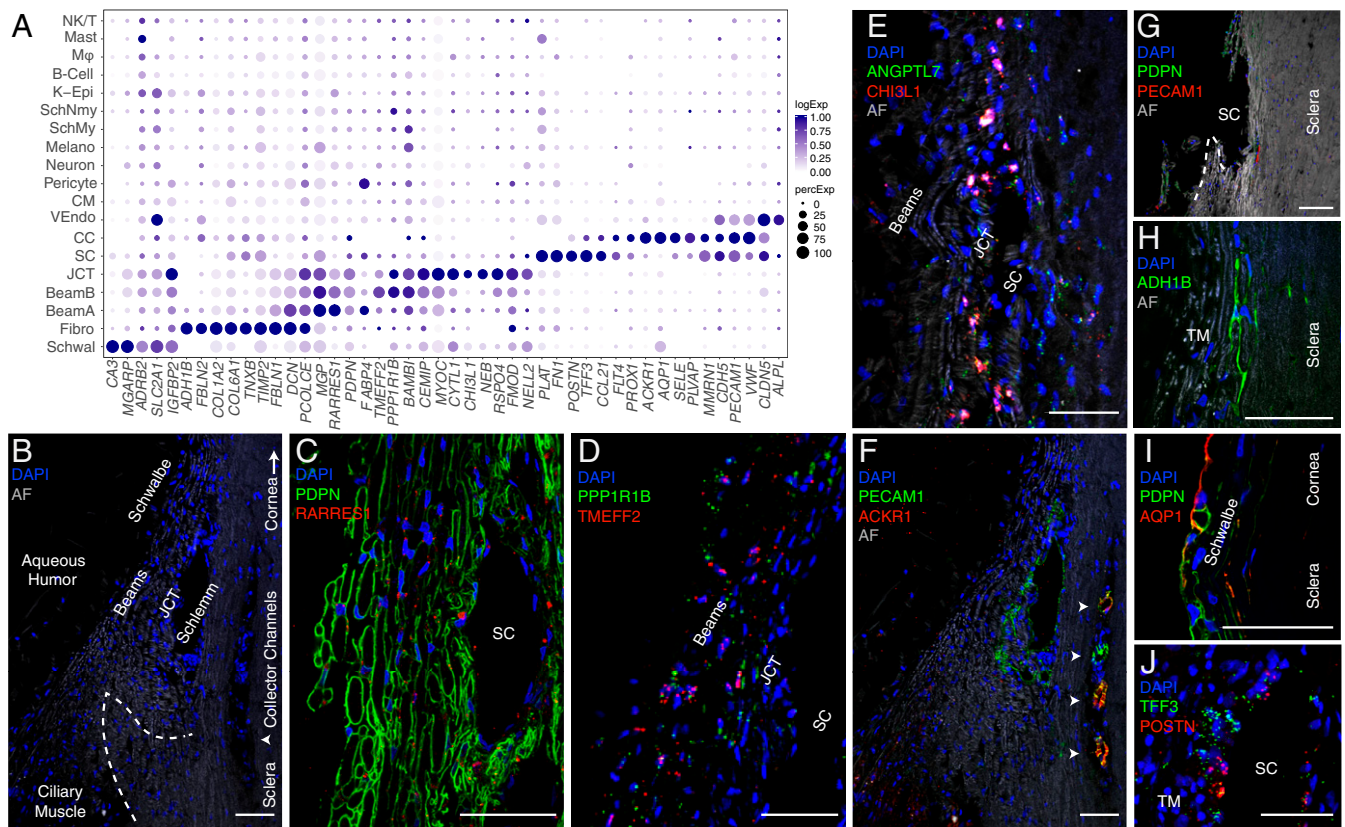 A
NK/T
Mast
Mφ
B-Cell
K−Epi
SchNmy
SchMy
Melano
Neuron
Pericyte
CM
VEndo
CC
SC
JCT
BeamB
BeamA
Fibro
Schwal
CA3
MGARP
ADRB2
SLC2A1
IGFBP2
ADH1B
FBLN2
COL1A2
COL6A1
TNXB
TIMP2
FBLN1
DCN
PCOLCE
MGP
RARRES1
PDPN
FABP4
TMEFF2
PPP1R1B
BAMBI
CEMIP
MYOC
CYTL1
CHI3L1
NEB
RSPO4
FMOD
NELL2
PLAT
FN1
POSTN
TFF3
CCL21
FLT4
PROX1
ACKR1
AQP1
SELE
PLVAP
MMRN1
CDH5
PECAM1
VWF
CLDN5
ALPL
logExp
1.00
0.75
0.50
0.25
0.00
percExp
0
25
50
75
100
B
DAPI
AF
Schwalbe
Cornea
Aqueous
Humor
Beams
JCT
Schlemm
Collector Channels
Sclera
Ciliary
Muscle
C
DAPI
PDPN
RARRES1
SC
D
DAPI
PPP1R1B
TMEFF2
Beams
JCT
SC
E
DAPI
ANGPTL7
CHI3L1
AF
Beams
JCT
SC
F
DAPI
PECAM1
ACKR1
AF
G
DAPI
PDPN
PECAM1
AF
SC
Sclera
H
DAPI
ADH1B
AF
TM
Sclera
I
DAPI
PDPN
AQP1
Schwalbe
Cornea
Sclera
J
DAPI
TFF3
POSTN
SC
TM